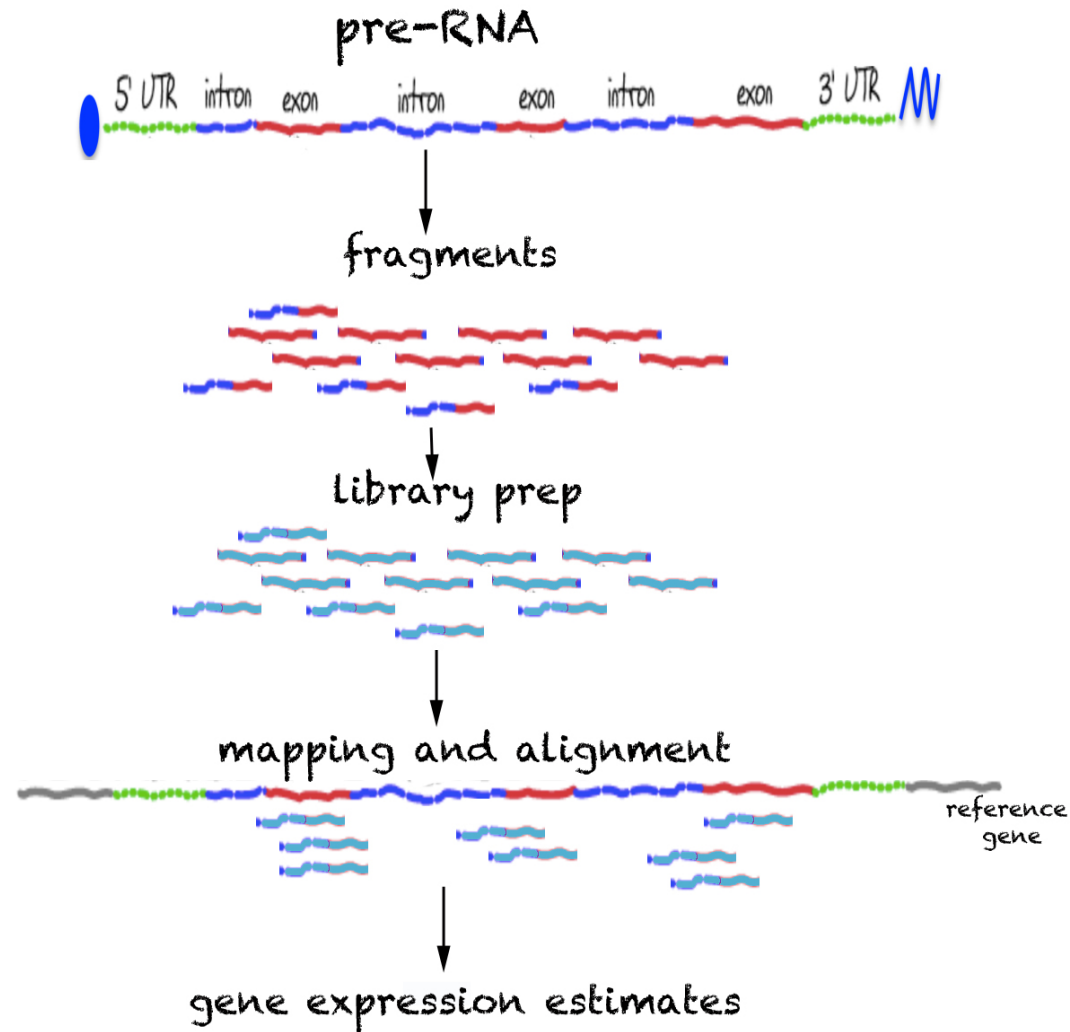 pre-RNA
5' UTR intron exon intron exon intron exon 3' UTR
fragments
library prep
mapping and alignment
reference
gene
gene expression estimates